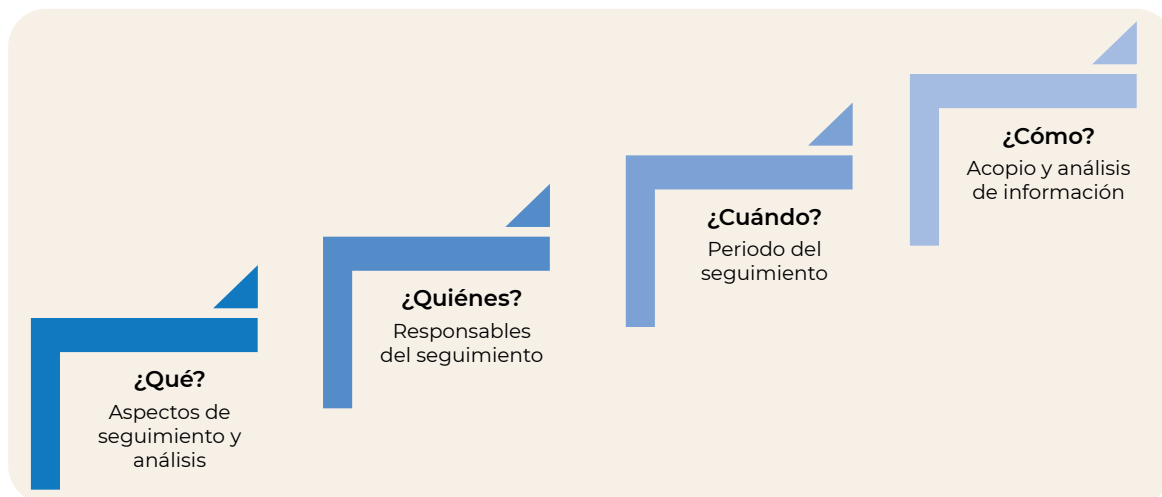 ¿Qué?
Aspectos de
seguimiento y
análisis
¿Quiénes?
Responsables
del seguimiento
¿Cuándo?
Periodo del
seguimiento
¿Cómo?
Acopio y análisis
de información